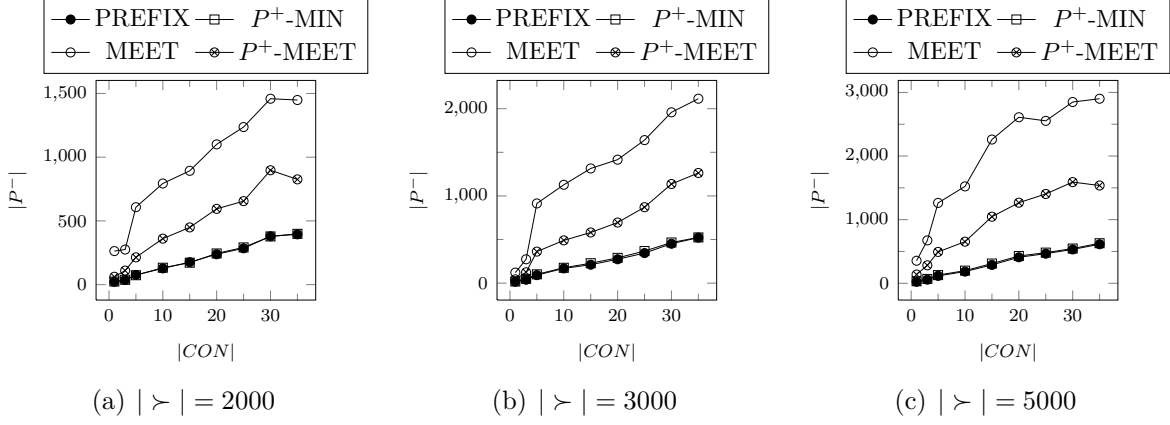 PREFIX P⁺-MIN
MEET P⁺-MEET
1,500
1,000
500
0
|P⁻|
0 10 20 30
|CON|
(a) | ≻ | = 2000
PREFIX P⁺-MIN
MEET P⁺-MEET
2,000
1,000
0
|P⁻|
0 10 20 30
|CON|
(b) | ≻ | = 3000
PREFIX P⁺-MIN
MEET P⁺-MEET
3,000
2,000
1,000
0
|P⁻|
0 10 20 30
|CON|
(c) | ≻ | = 5000